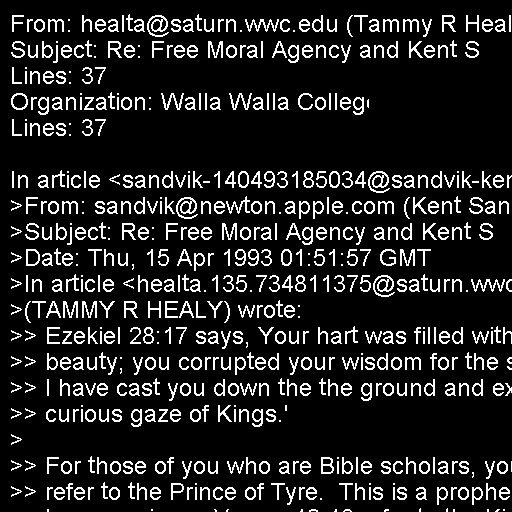 From: healta@saturn.wwc.edu (Tammy R Heal
Subject: Re: Free Moral Agency and Kent S
Lines: 37
Organization: Walla Walla College
Lines: 37

In article <sandvik-140493185034@sandvik-ken
>From: sandvik@newton.apple.com (Kent San
>Subject: Re: Free Moral Agency and Kent S
>Date: Thu, 15 Apr 1993 01:51:57 GMT
>In article <healta.135.734811375@saturn.wwc
>(TAMMY R HEALY) wrote:
>> Ezekiel 28:17 says, Your hart was filled with
>> beauty; you corrupted your wisdom for the s
>> I have cast you down the the ground and ex
>> curious gaze of Kings.'
>
>> For those of you who are Bible scholars, you
>> refer to the Prince of Tyre.  This is a prophe